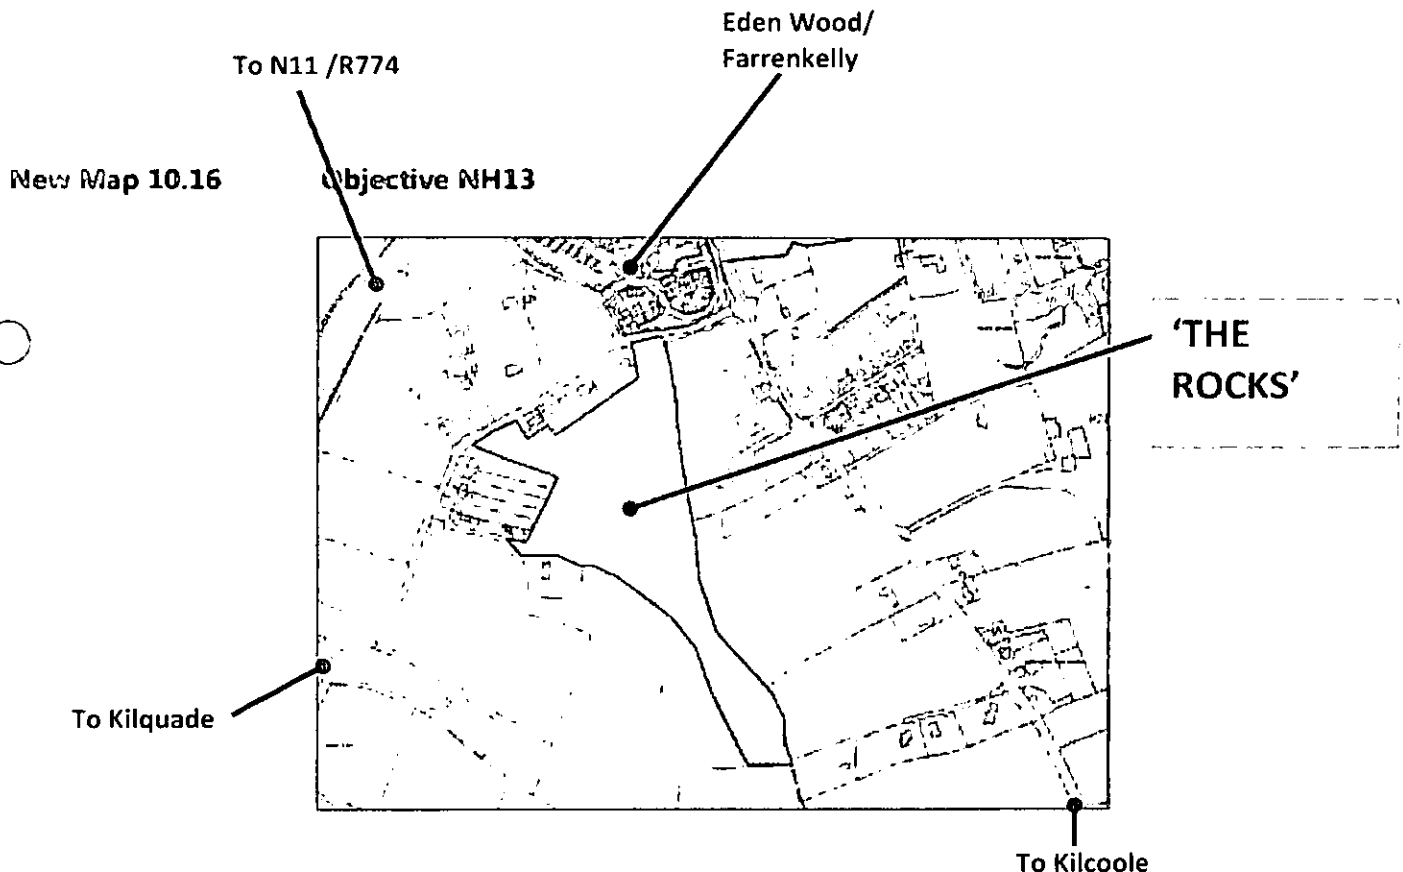 Eden Wood/
Farrenkelly
To N11 /R774
New Map 10.16 Objective NH13
‘THE
ROCKS’
To Kilquade
To Kilcoole